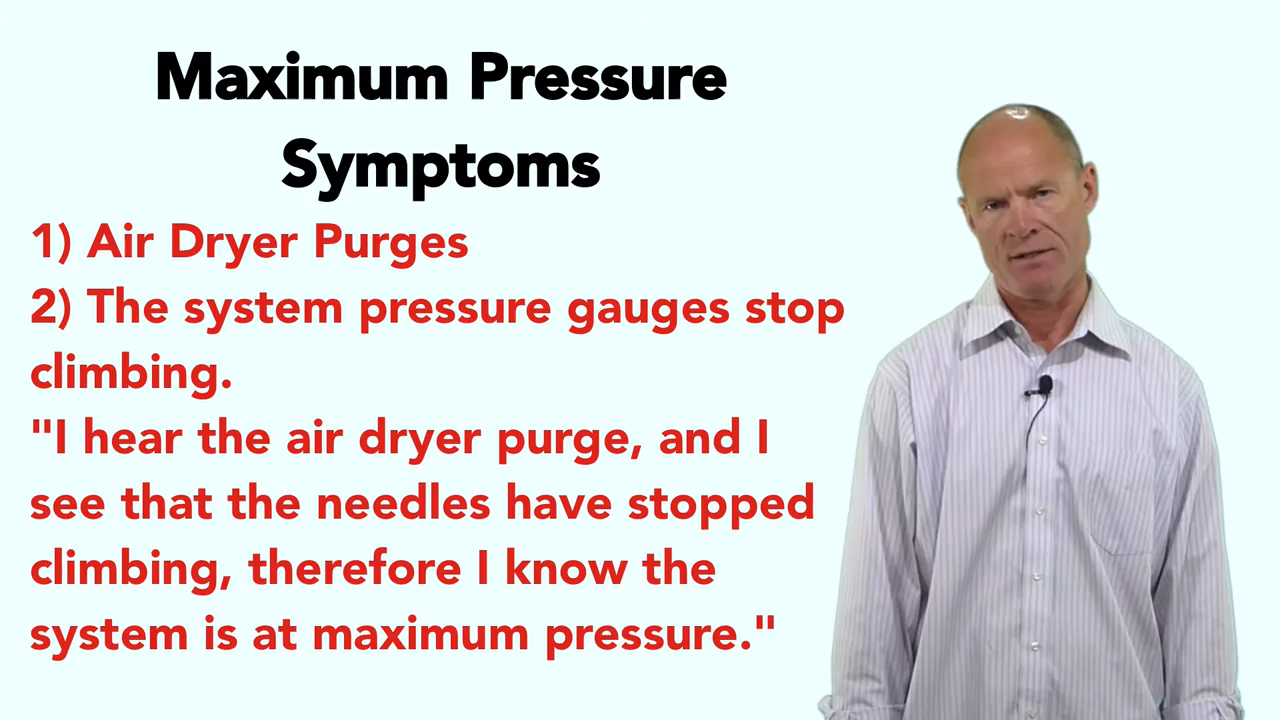 Maximum Pressure
Symptoms
1) Air Dryer Purges
2) The system pressure gauges stop
climbing.
"I hear the air dryer purge, and I
see that the needles have stopped
climbing, therefore I know the
system is at maximum pressure."